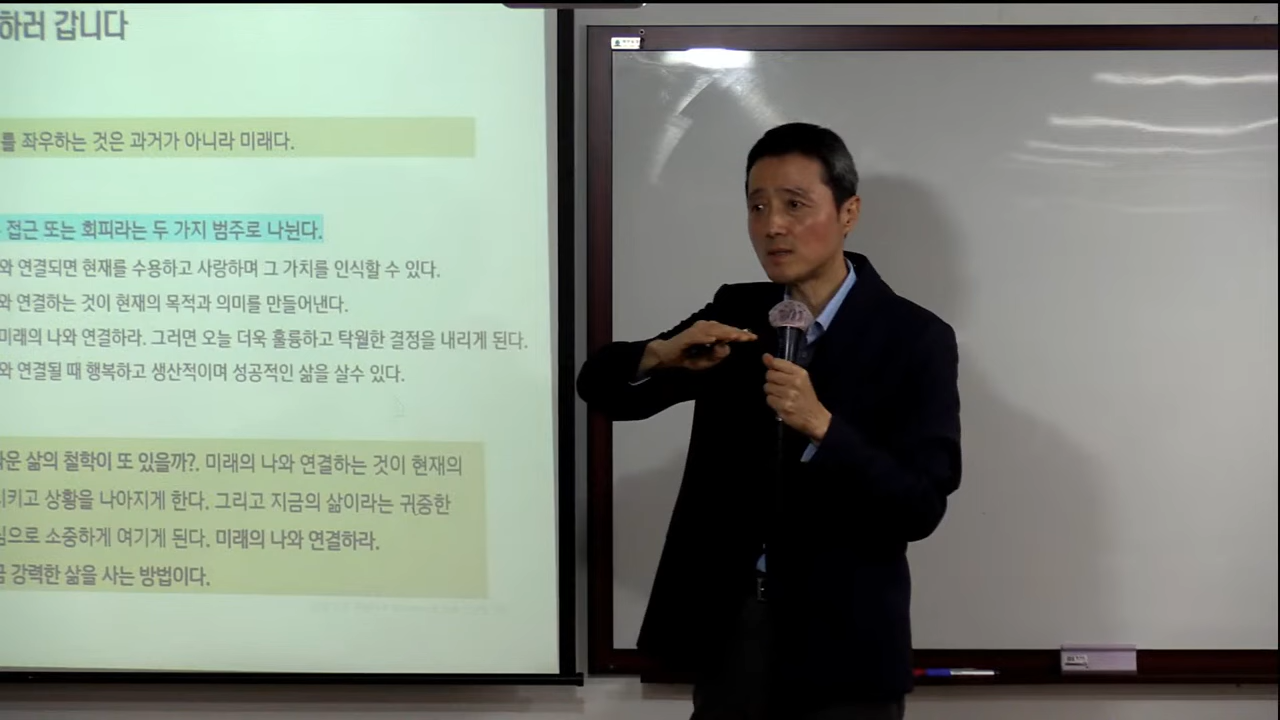 하러 갑니다
를 좌우하는 것은 과거가 아니라 미래다.
접근 또는 회피라는 두 가지 범주로 나뉜다.
와 연결되면 현재를 수용하고 사랑하며 그 가치를 인식할 수 있다.
와 연결하는 것이 현재의 목적과 의미를 만들어낸다.
미래의 나와 연결하라. 그러면 오늘 더욱 훌륭하고 탁월한 결정을 내리게 된다.
와 연결될 때 행복하고 생산적이며 성공적인 삶을 살수 있다.
운 삶의 철학이 또 있을까?. 미래의 나와 연결하는 것이 현재의
키고 상황을 나아지게 한다. 그리고 지금의 삶이라는 귀중한
심으로 소중하게 여기게 된다. 미래의 나와 연결하라.
강력한 삶을 사는 방법이다.